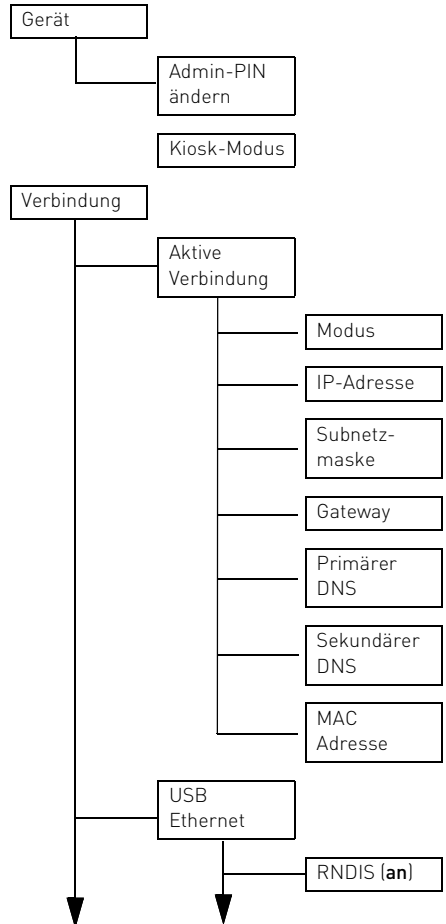 Gerät
Admin-PIN
ändern
Kiosk-Modus
Verbindung
Aktive
Verbindung
Modus
IP-Adresse
Subnetz-
maske
Gateway
Primärer
DNS
Sekundärer
DNS
MAC
Adresse
USB
Ethernet
RNDIS (an)